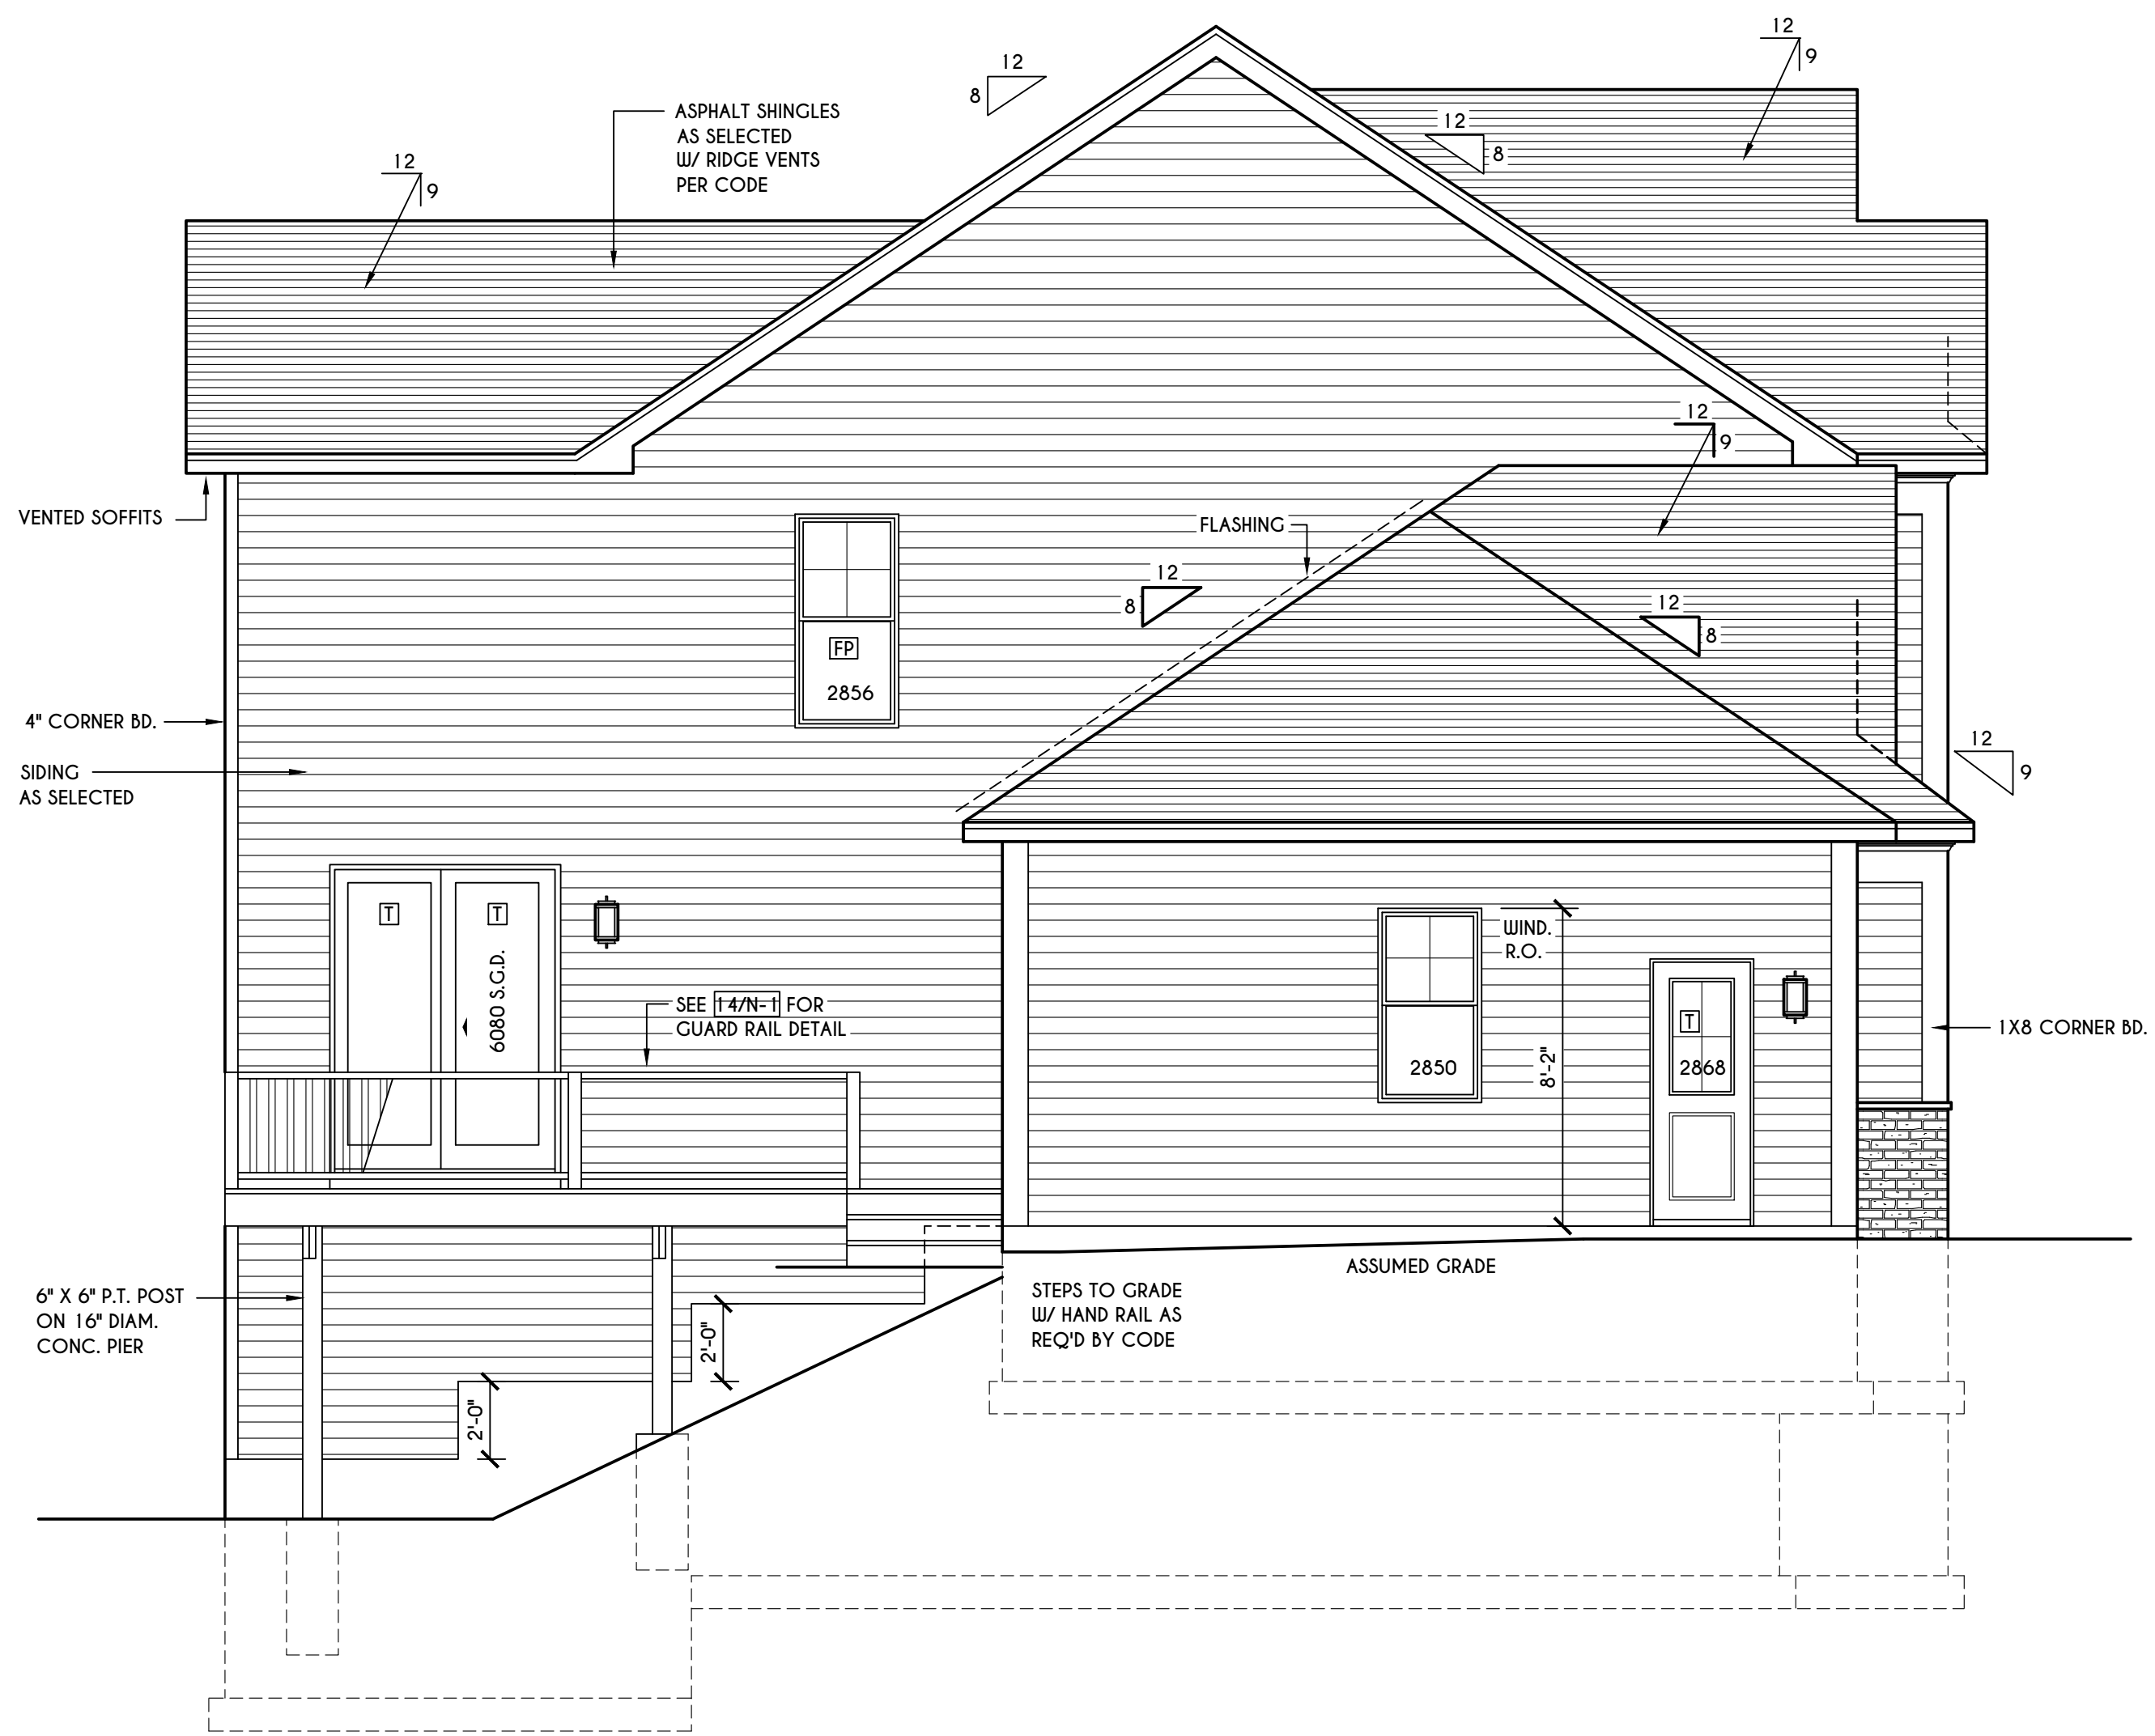 12
9
12
8
12
8
12
9
ASPHALT SHINGLES
AS SELECTED
W/ RIDGE VENTS
PER CODE
12
9
VENTED SOFFITS
FLASHING
12
8
12
8
FP
2856
4" CORNER BD.
SIDING
AS SELECTED
12
9
T
T
6080 S.G.D.
SEE 14/N-1 FOR
GUARD RAIL DETAIL
WIND.
R.O.
8'-2"
2850
T
2868
1X8 CORNER BD.
ASSUMED GRADE
STEPS TO GRADE
W/ HAND RAIL AS
REQ'D BY CODE
6" X 6" P.T. POST
ON 16" DIAM.
CONC. PIER
2'-0"
2'-0"